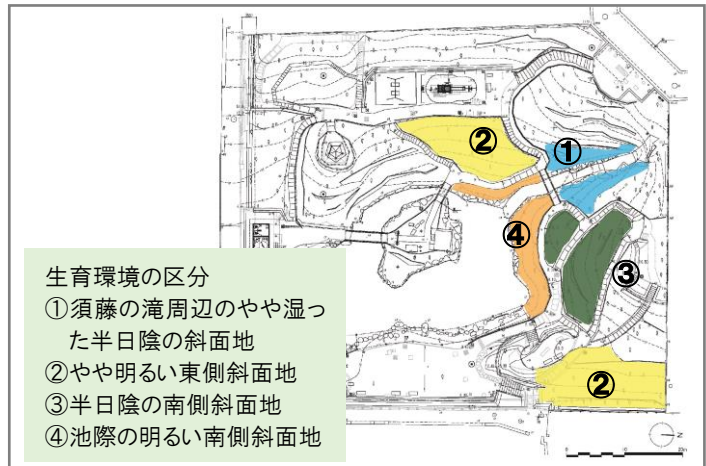 ②
①
④
③
②
生育環境の区分
①須藤の滝周辺のやや湿っ
た半日陰の斜面地
②やや明るい東側斜面地
③半日陰の南側斜面地
④池際の明るい南側斜面地
N